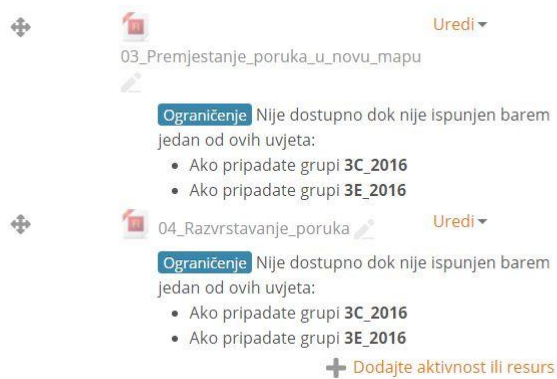 Uredi
03_Premjestanje_poruka_u_novu_mapu
Ograničenje Nije dostupno dok nije ispunjen barem
jedan od ovih uvjeta:
• Ako pripadate grupi 3C_2016
• Ako pripadate grupi 3E_2016
04_Razvrstavanje_poruka Uredi
Ograničenje Nije dostupno dok nije ispunjen barem
jedan od ovih uvjeta:
• Ako pripadate grupi 3C_2016
• Ako pripadate grupi 3E_2016
Dodajte aktivnost ili resurs